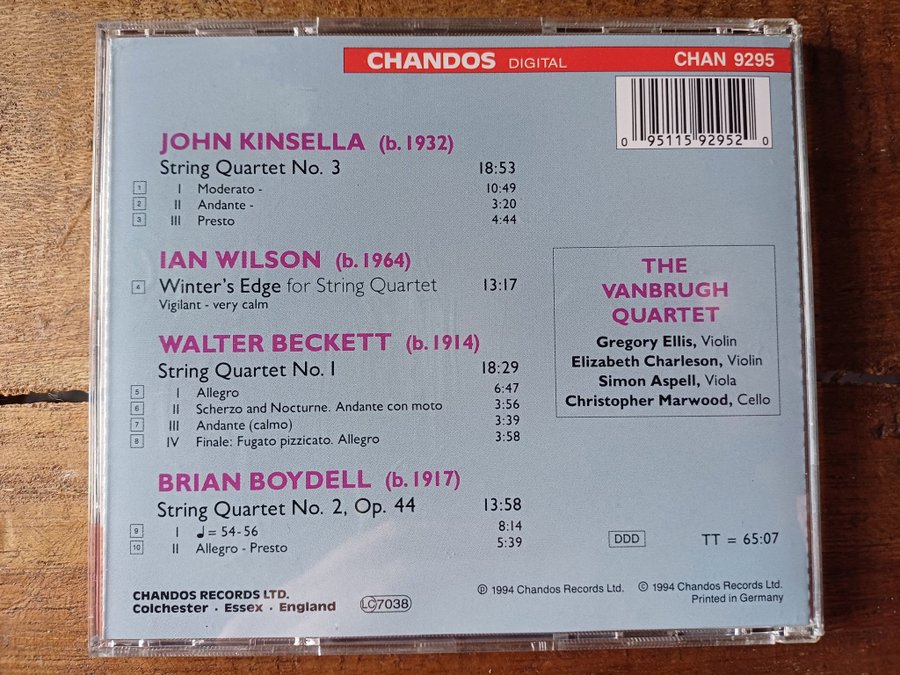 CHANDOS DIGITAL CHAN 9295
0 95115 92952 0
JOHN KINSELLA (b. 1932)
String Quartet No. 3 18:53
1 I Moderato - 10:49
2 II Andante - 3:20
3 III Presto 4:44
IAN WILSON (b. 1964)
4 Winter's Edge for String Quartet 13:17
Vigilant - very calm
WALTER BECKETT (b. 1914)
String Quartet No. 1 18:29
5 I Allegro 6:47
6 II Scherzo and Nocturne. Andante con moto 3:56
7 III Andante (calmo) 3:39
8 IV Finale: Fugato pizzicato. Allegro 3:58
BRIAN BOYDELL (b. 1917)
String Quartet No. 2, Op. 44 13:58
9 I ♩= 54-56 8:14
10 II Allegro - Presto 5:39
THE
VANBRUGH
QUARTET
Gregory Ellis, Violin
Elizabeth Charleson, Violin
Simon Aspell, Viola
Christopher Marwood, Cello
DDD TT = 65:07
CHANDOS RECORDS LTD.
Colchester · Essex · England
LC 7038
℗ 1994 Chandos Records Ltd. © 1994 Chandos Records Ltd.
Printed in Germany